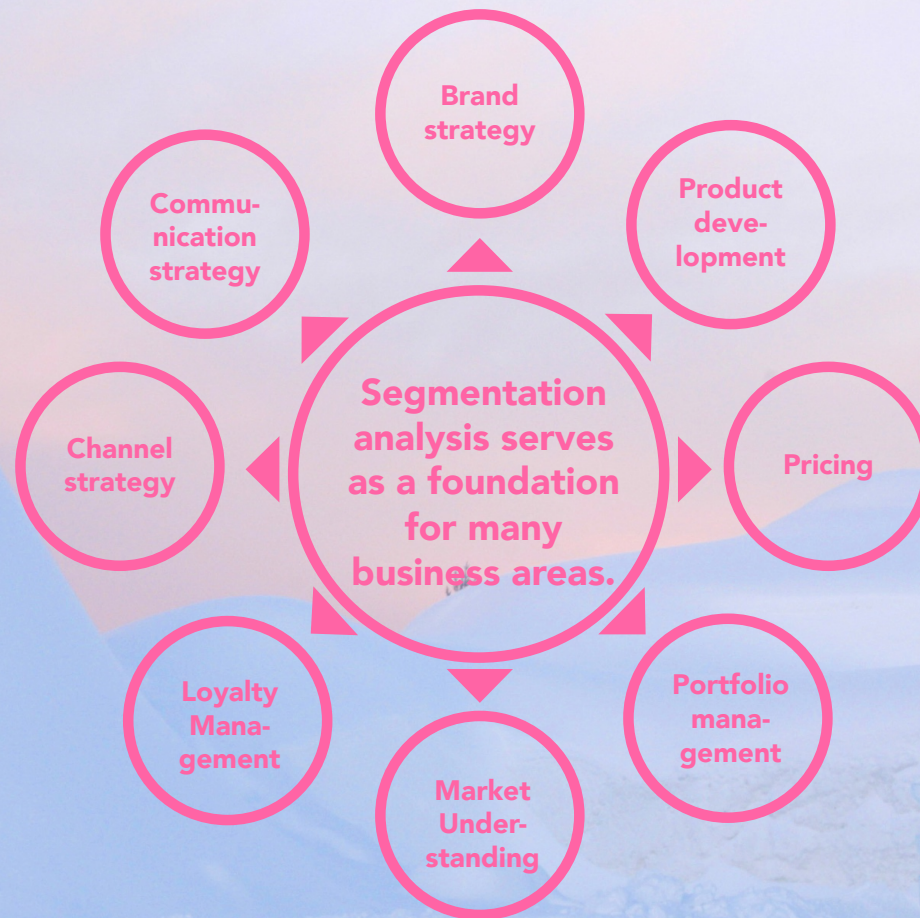 Brand
strategy
Product
deve-
lopment
Pricing
Portfolio
mana-
gement
Market
Under-
standing
Loyalty
Mana-
gement
Channel
strategy
Commu-
nication
strategy
Segmentation
analysis serves
as a foundation
for many
business areas.